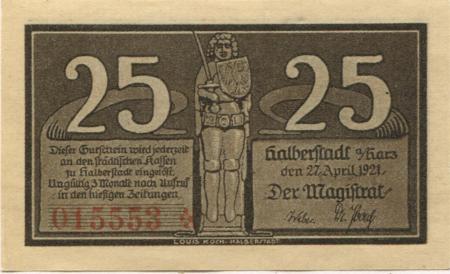 25
25
Dieser Gutschein wird jederzeit
an den städtischen Kassen
zu Halberstadt eingelöst.
Ungültig 3 Monate nach Aufruf
in den hiesigen Zeitungen.
015553
Halberstadt a/Harz
den 27. April 1921.
Der Magistrat
Weber.
LOUIS KOCH-HALBERSTADT